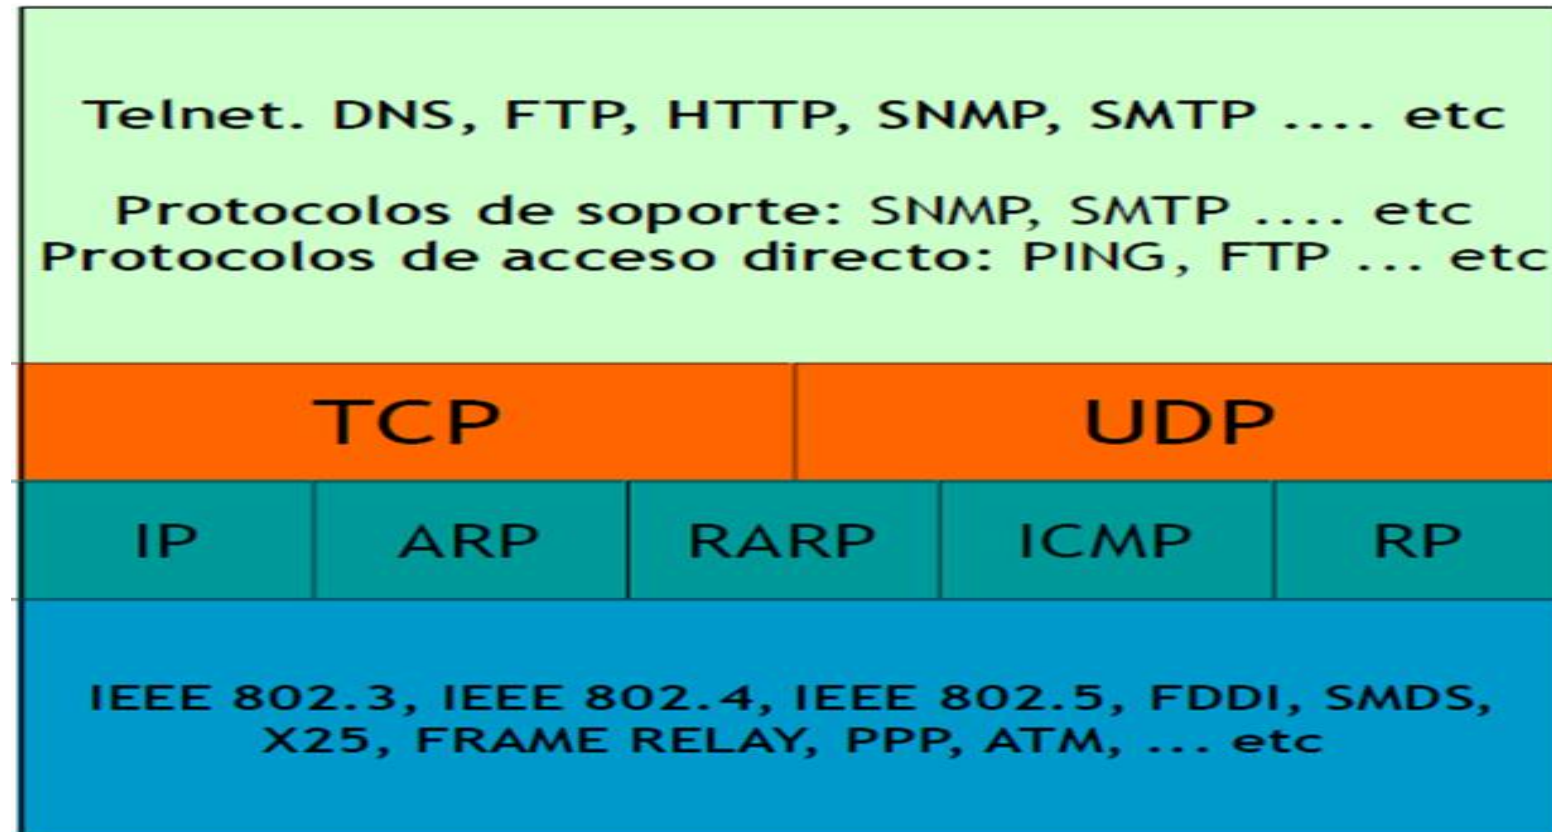 Telnet. DNS, FTP, HTTP, SNMP, SMTP .... etc
Protocolos de soporte: SNMP, SMTP .... etc
Protocolos de acceso directo: PING, FTP ... etc
TCP UDP
IP ARP RARP ICMP RP
IEEE 802.3, IEEE 802.4, IEEE 802.5, FDDI, SMDS,
X25, FRAME RELAY, PPP, ATM, ... etc